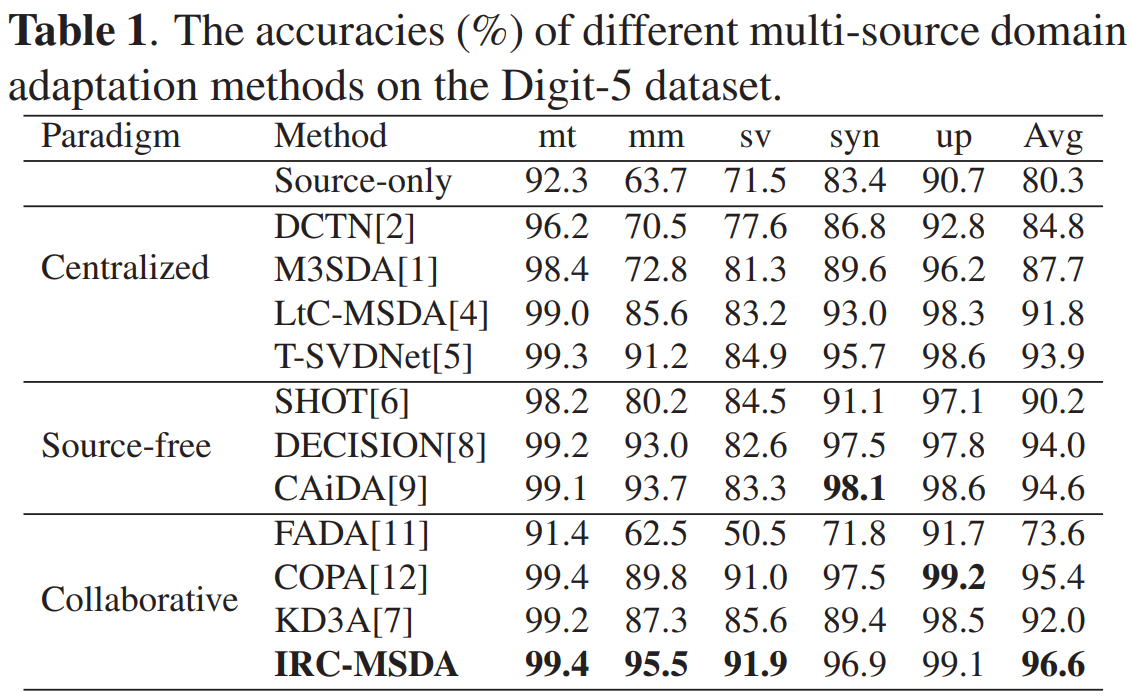 Table 1. The accuracies (%) of different multi-source domain
adaptation methods on the Digit-5 dataset.
Paradigm Method mt mm sv syn up Avg
Source-only 92.3 63.7 71.5 83.4 90.7 80.3
DCTN[2] 96.2 70.5 77.6 86.8 92.8 84.8
Centralized
M3SDA[1] 98.4 72.8 81.3 89.6 96.2 87.7
LtC-MSDA[4] 99.0 85.6 83.2 93.0 98.3 91.8
T-SVDNet[5] 99.3 91.2 84.9 95.7 98.6 93.9
SHOT[6] 98.2 80.2 84.5 91.1 97.1 90.2
Source-free DECISION[8] 99.2 93.0 82.6 97.5 97.8 94.0
CAiDA[9] 99.1 93.7 83.3 98.1 98.6 94.6
FADA[11] 91.4 62.5 50.5 71.8 91.7 73.6
COPA[12] 99.4 89.8 91.0 97.5 99.2 95.4
Collaborative
KD3A[7] 99.2 87.3 85.6 89.4 98.5 92.0
IRC-MSDA 99.4 95.5 91.9 96.9 99.1 96.6